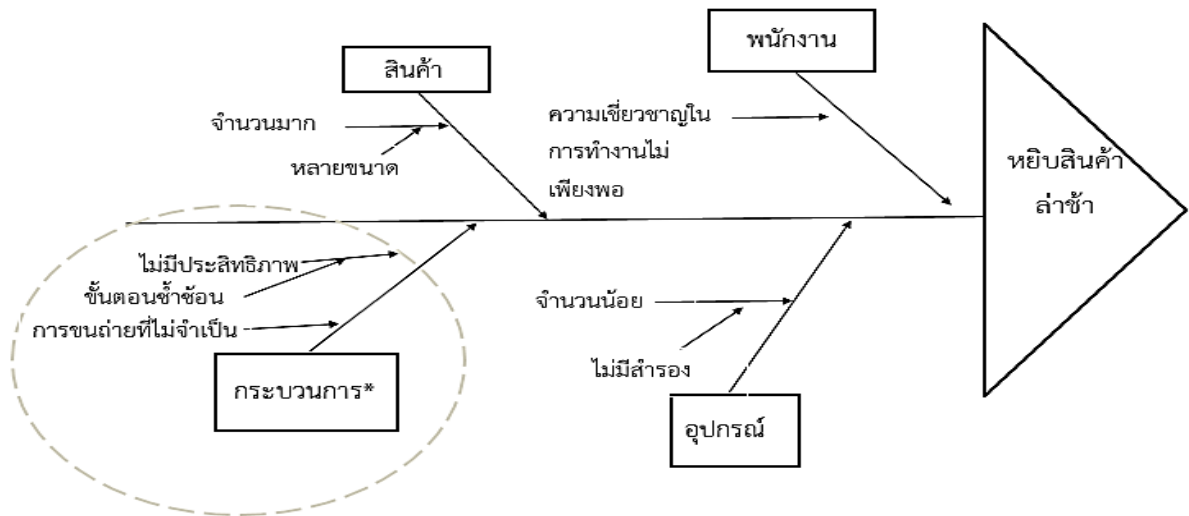 พนักงาน
สินค้า
จำนวนมาก
หลายขนาด
ความเชี่ยวชาญใน
การทำงานไม่
เพียงพอ
หยิบสินค้า
ล่าช้า
ไม่มีประสิทธิภาพ
ขั้นตอนซ้ำซ้อน
การขนถ่ายที่ไม่จำเป็น
กระบวนการ*
จำนวนน้อย
ไม่มีสำรอง
อุปกรณ์